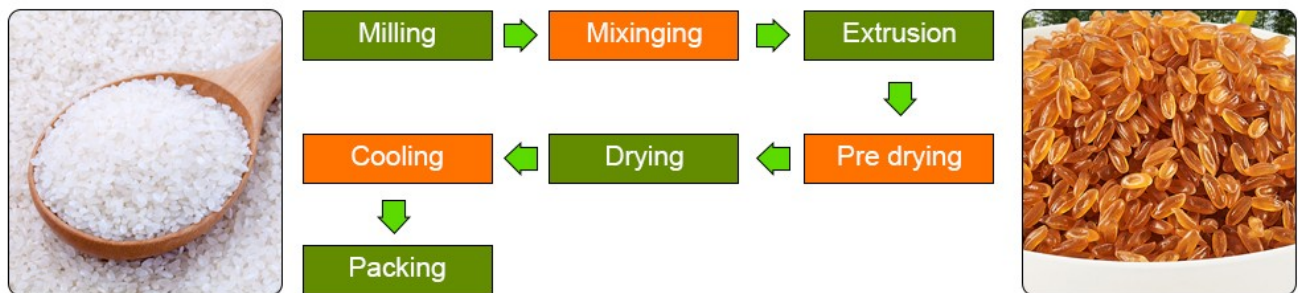 Milling
Mixinging
Extrusion
Pre drying
Drying
Cooling
Packing